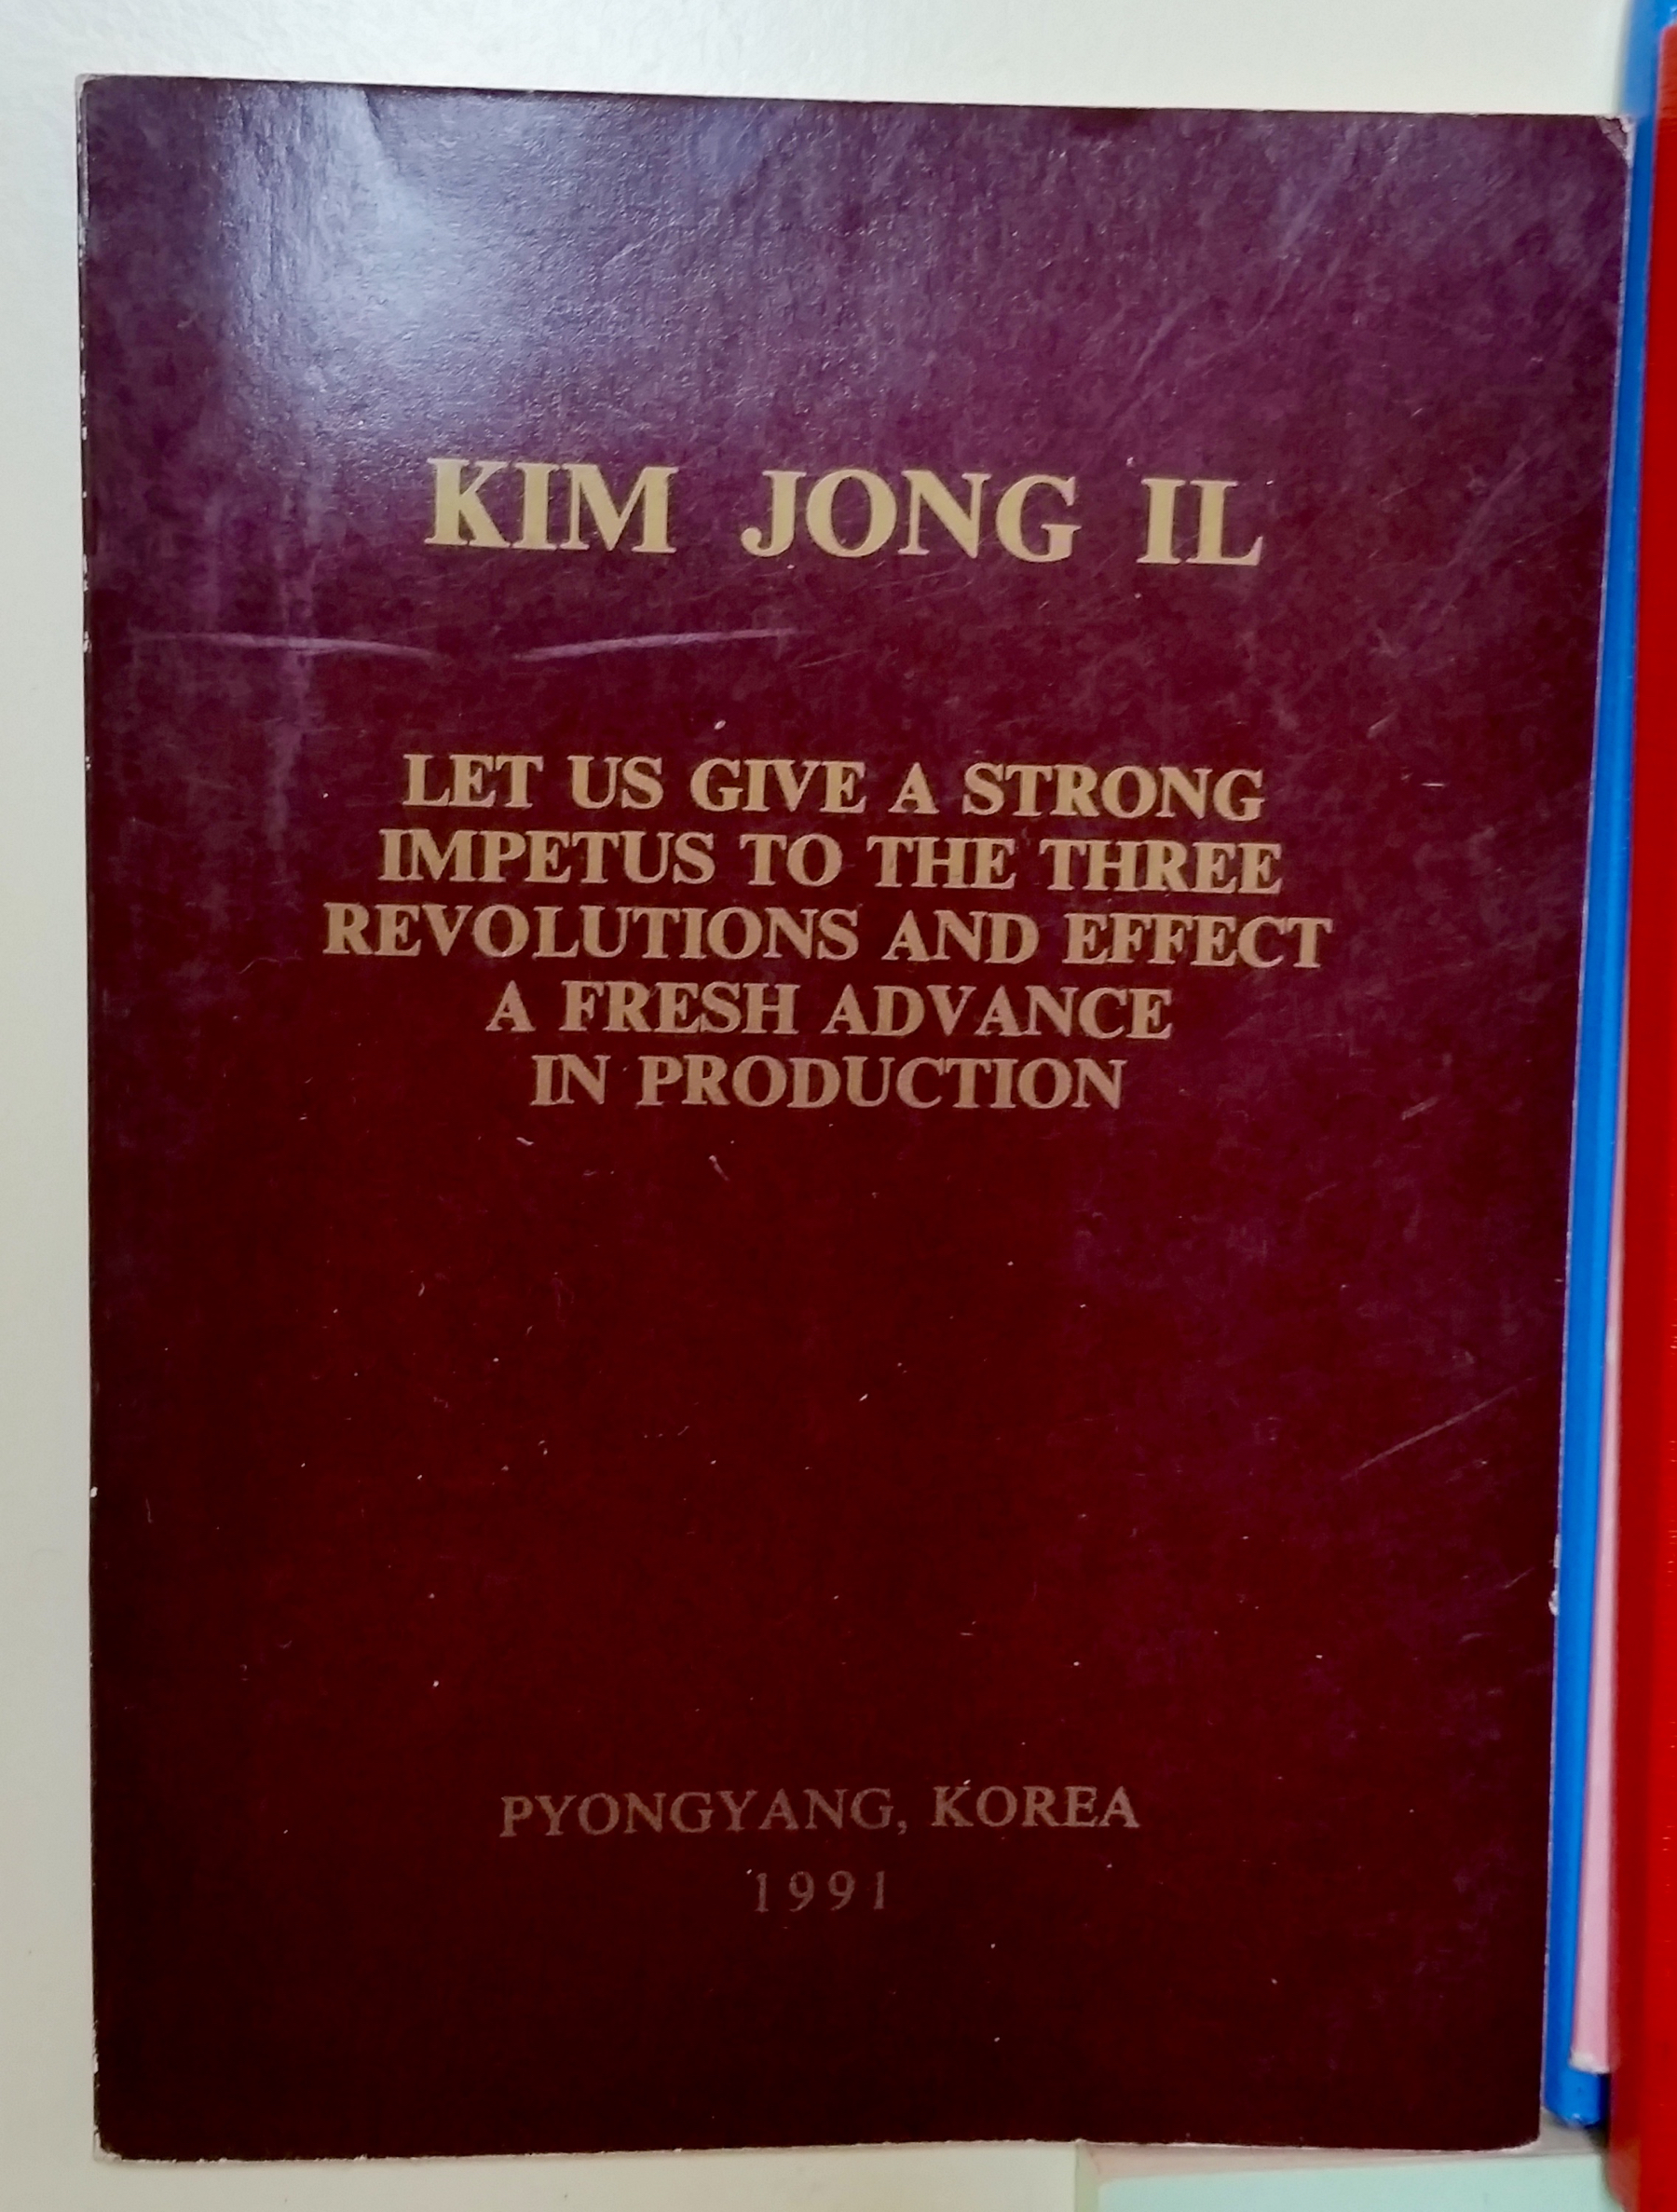 KIM JONG IL
LET US GIVE A STRONG
IMPETUS TO THE THREE
REVOLUTIONS AND EFFECT
A FRESH ADVANCE
IN PRODUCTION
PYONGYANG, KOREA
1991